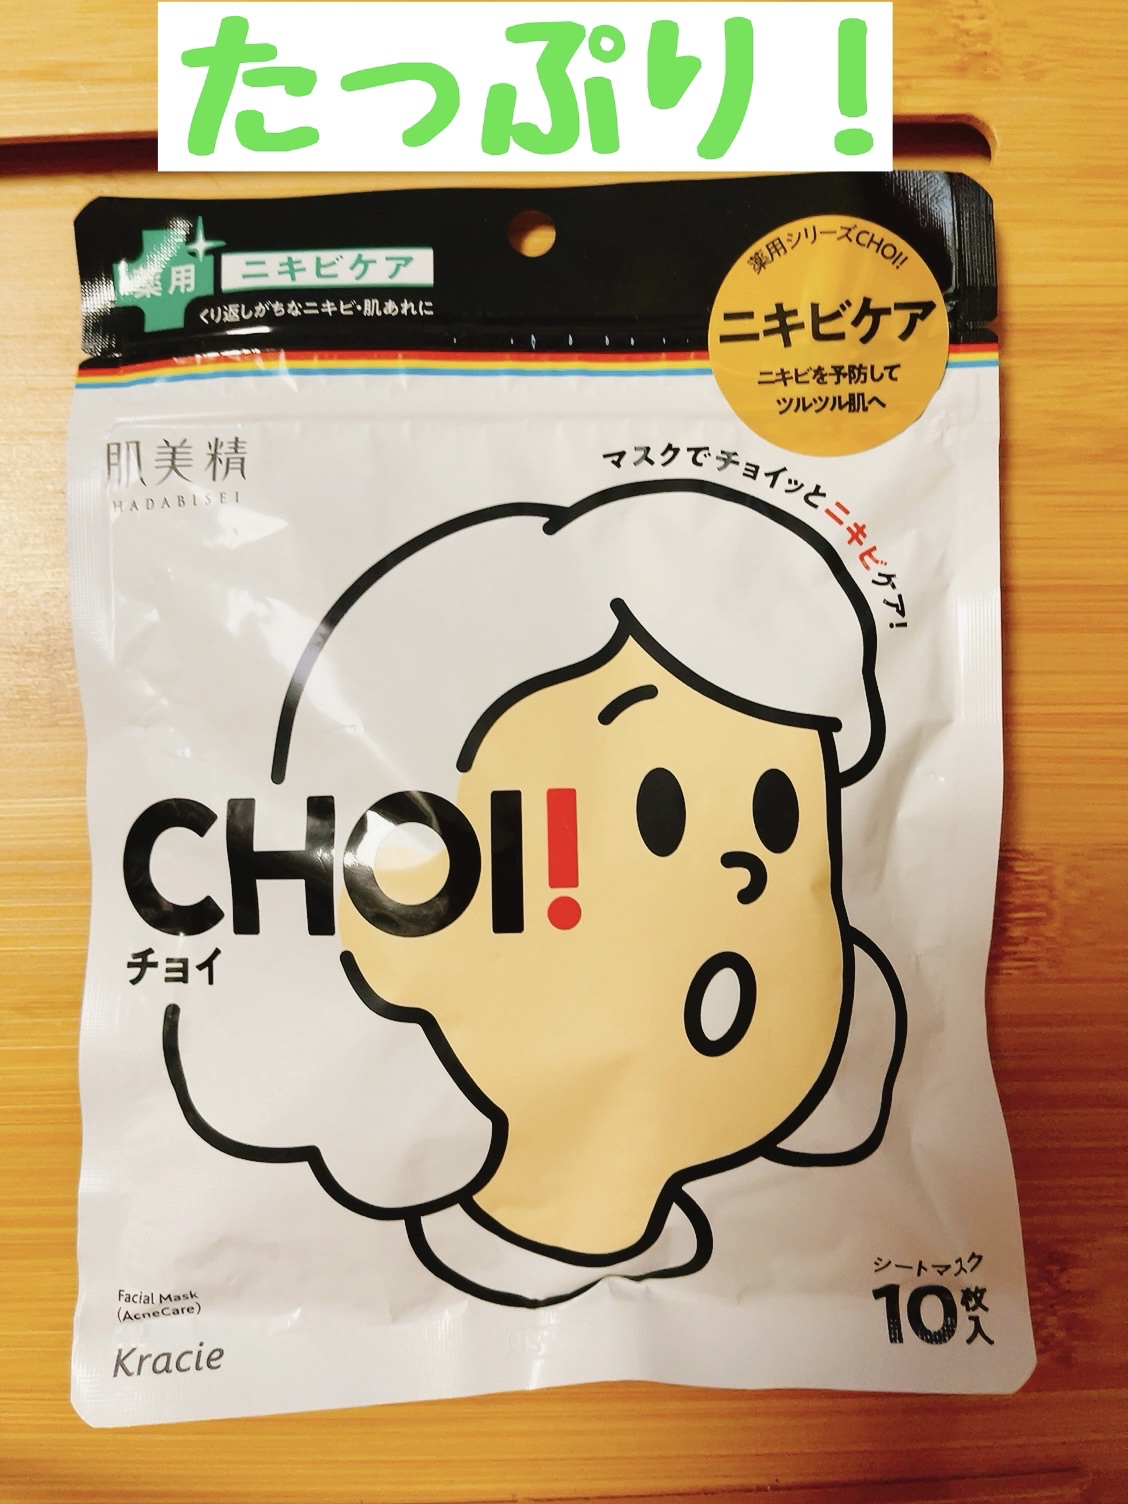 たっぷり！
薬用
ニキビケア
くり返しがちなニキビ・肌あれに
薬用シリーズCHOI!
ニキビケア
ニキビを予防して
ツルツル肌へ
肌美精
HADABISEI
マスクでチョイッとニキビケア!
CHOI!
チョイ
Facial Mask
(AcneCare)
Kracie
シートマスク
10枚入